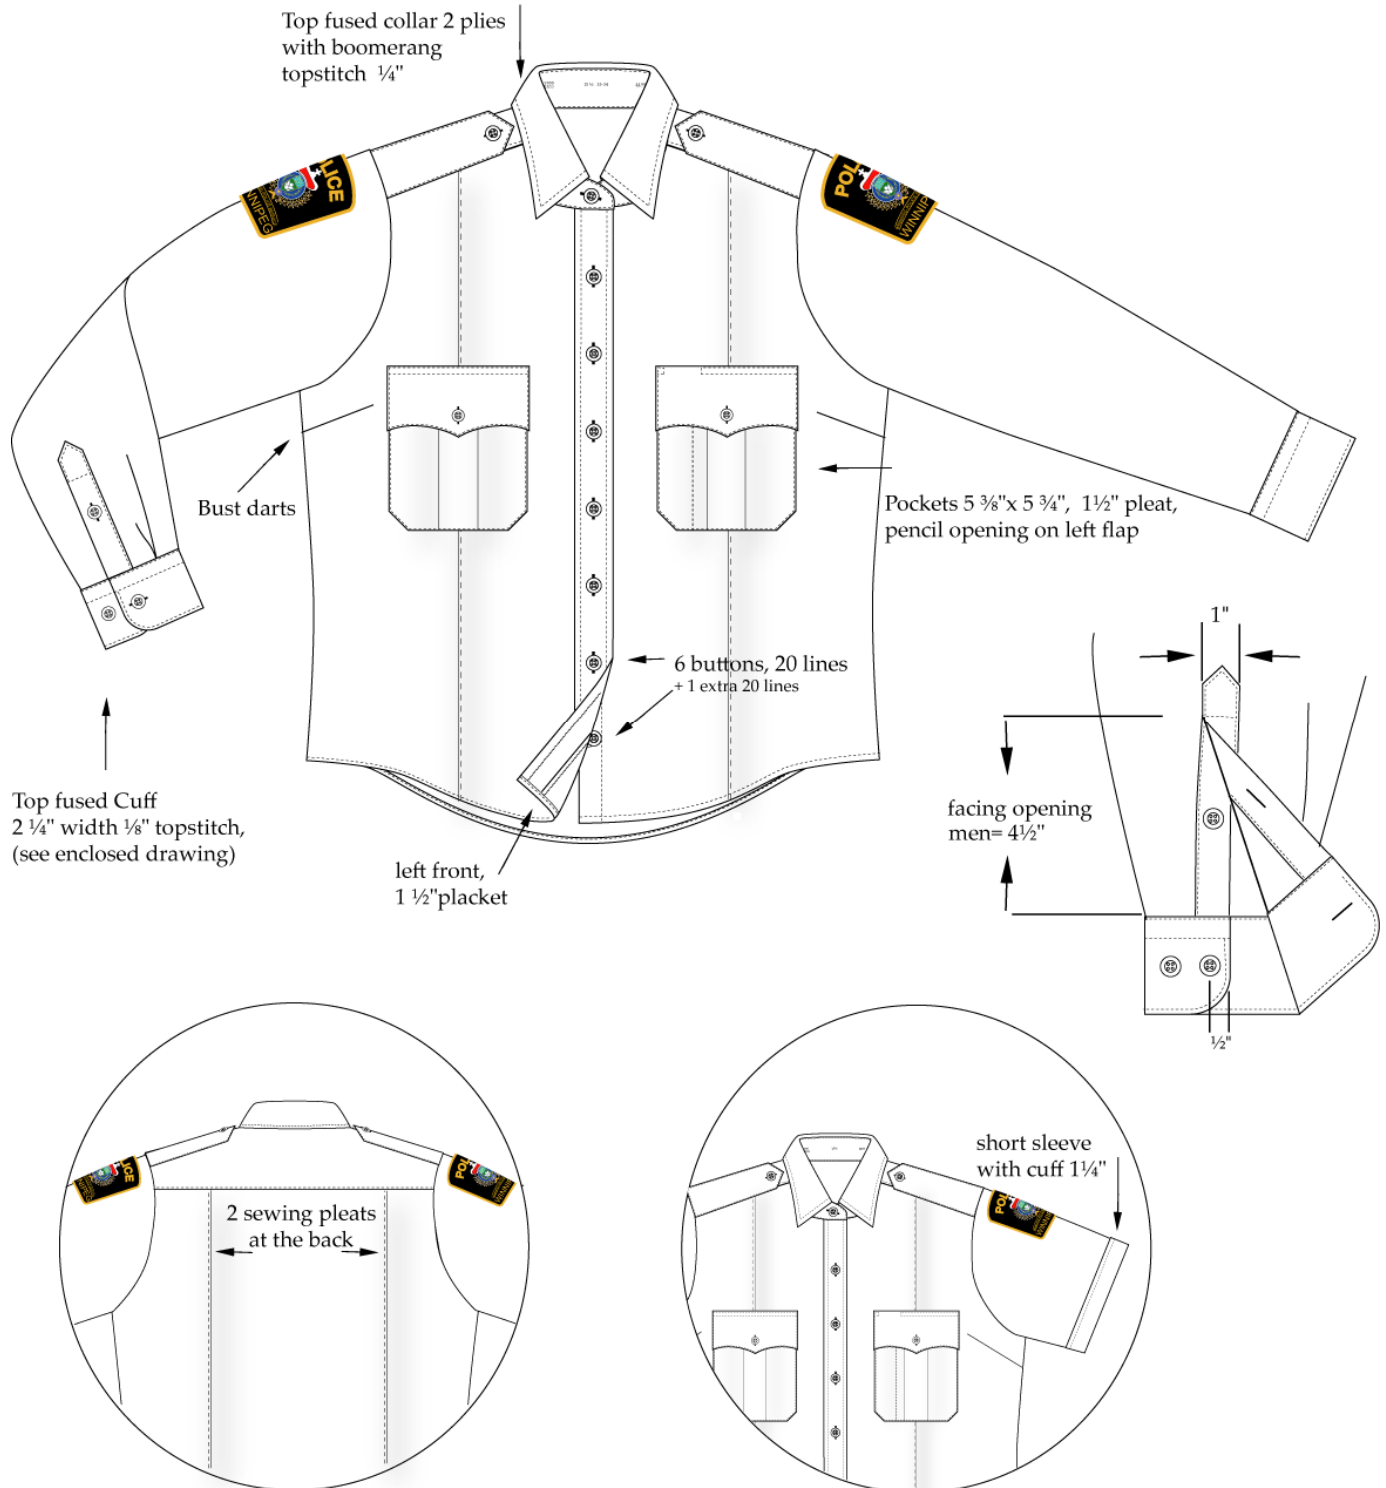 Top fused collar 2 plies
with boomerang
topstitch ¼"
POLICE
WINNIPEG
Bust darts
Pockets 5 ⅜"x 5 ¾", 1½" pleat,
pencil opening on left flap
6 buttons, 20 lines
+ 1 extra 20 lines
1"
Top fused Cuff
2 ¼" width ⅛" topstitch,
(see enclosed drawing)
left front,
1 ½"placket
facing opening
men= 4½"
½"
2 sewing pleats
at the back
short sleeve
with cuff 1¼"